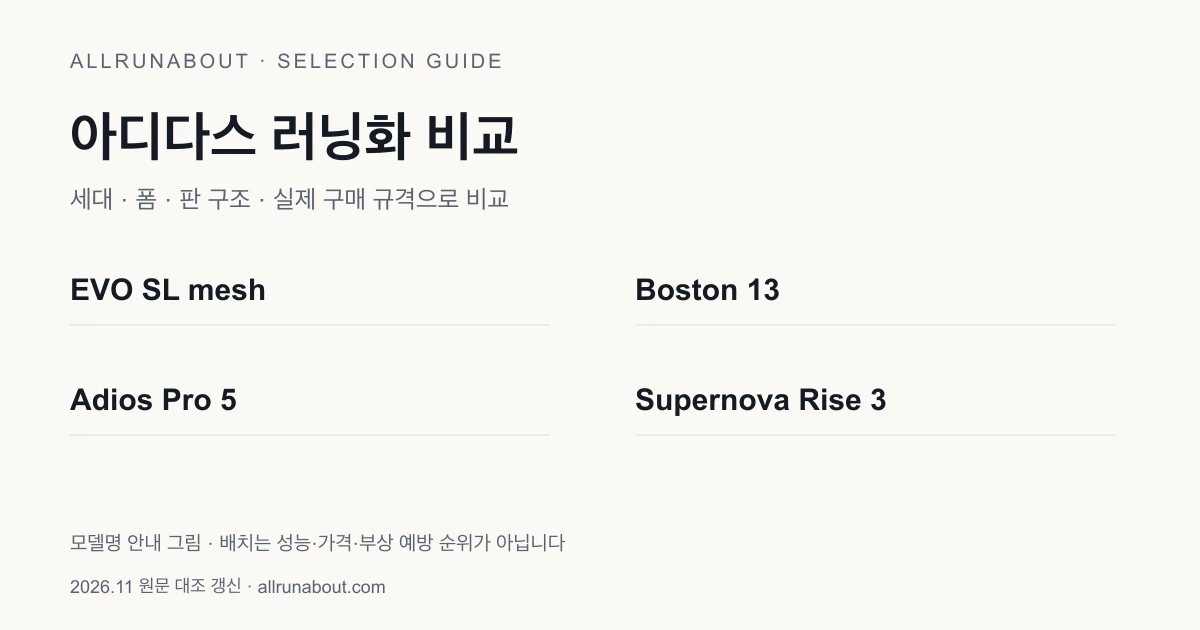 ALLRUNABOUT · SELECTION GUIDE
아디다스 러닝화 비교
세대 · 폼 · 판 구조 · 실제 구매 규격으로 비교
EVO SL mesh
Boston 13
Adios Pro 5
Supernova Rise 3
모델명 안내 그림 · 배치는 성능·가격·부상 예방 순위가 아닙니다
2026.11 원문 대조 갱신 · allrunabout.com